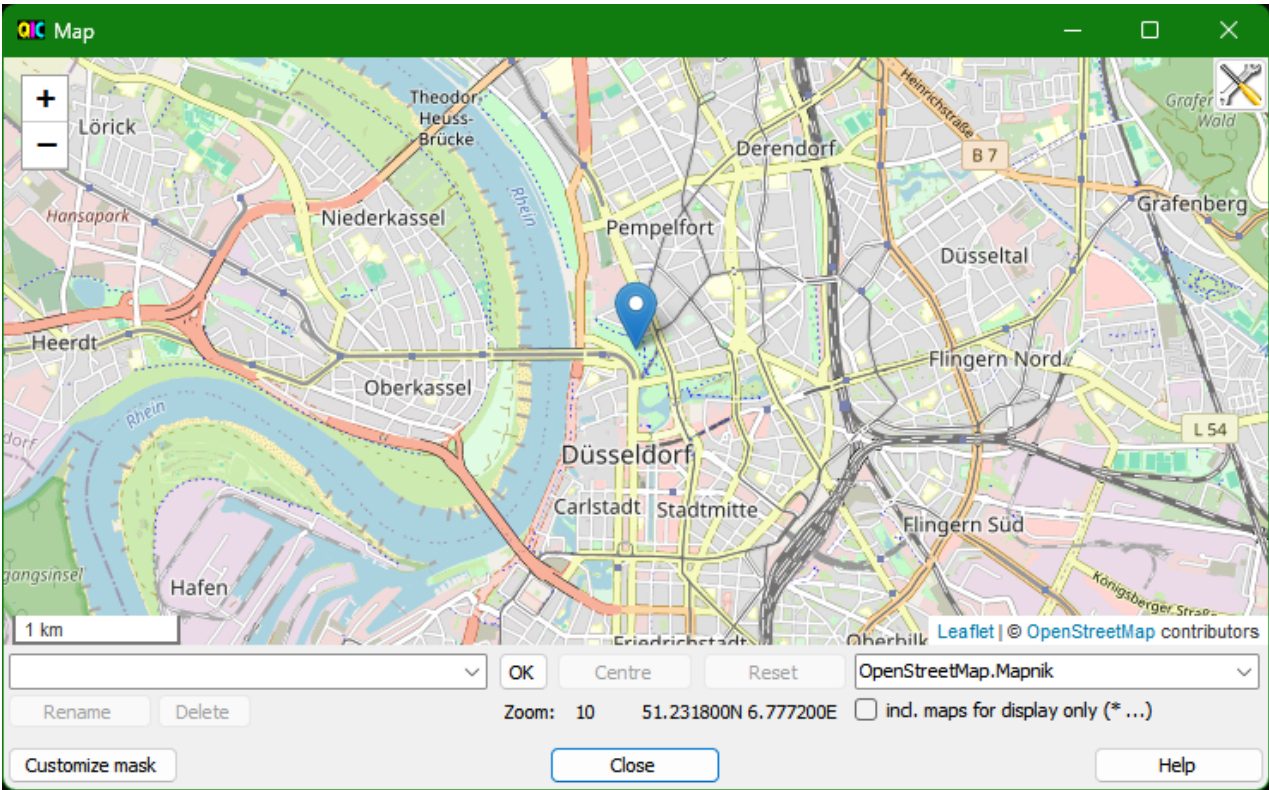 QIC Map
+
−
Theodor-
Heuss-
Brücke
Lörick
Heinrichstraße
Grafer
Wald
Derendorf
B 7
Rhein
Hansapark
Niederkassel
Pempelfort
Grafenberg
Düsseltal
Heerdt
Flingern Nord
Oberkassel
Rhein
dorf
L 54
Düsseldorf
Carlstadt
Stadtmitte
Flingern Süd
gangsinsel
Hafen
Königsberger Straße
1 km
Friedrichstadt
Oberbilk
Leaflet | © OpenStreetMap contributors
OK
Centre
Reset
OpenStreetMap.Mapnik
Rename
Delete
Zoom: 10 51.231800N 6.777200E
incl. maps for display only (* ...)
Customize mask
Close
Help